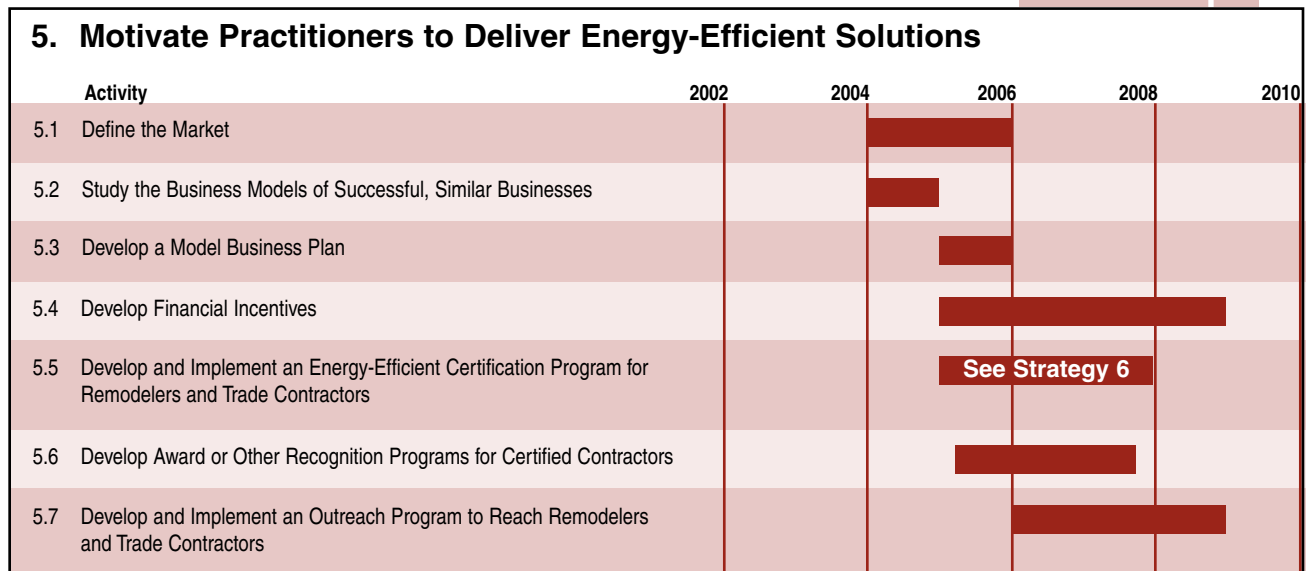 5. Motivate Practitioners to Deliver Energy-Efficient Solutions
Activity 2002 2004 2006 2008 2010
5.1 Define the Market
5.2 Study the Business Models of Successful, Similar Businesses
5.3 Develop a Model Business Plan
5.4 Develop Financial Incentives
5.5 Develop and Implement an Energy-Efficient Certification Program for
Remodelers and Trade Contractors
See Strategy 6
5.6 Develop Award or Other Recognition Programs for Certified Contractors
5.7 Develop and Implement an Outreach Program to Reach Remodelers
and Trade Contractors